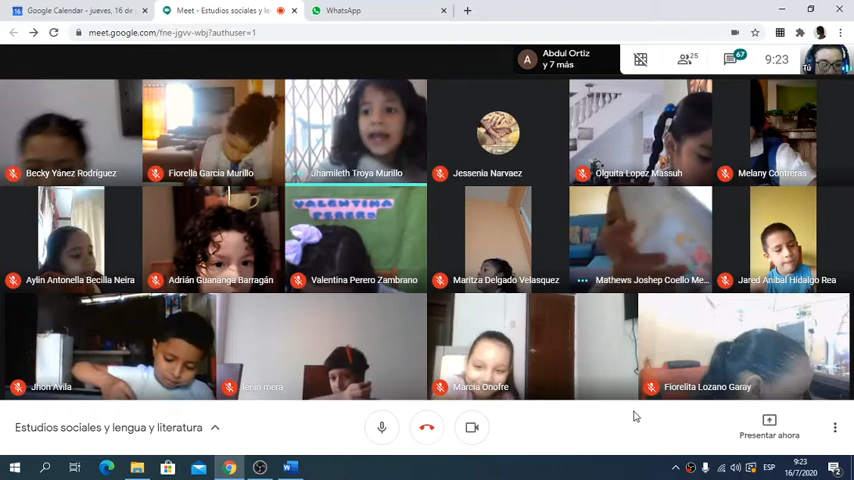 Google Calendar - jueves, 16 de j
Meet - Estudios sociales y le
WhatsApp
meet.google.com/fne-jgvv-wbj?authuser=1
A
Abdul Ortiz
y 7 más
25
67
9:23
Tú
Becky Yánez Rodríguez
Fiorella Garcia Murillo
Jhamileth Troya Murillo
Jessenia Narvaez
Olguita Lopez Massuh
Melany Contreras
VALENTINA
PERERO
Aylin Antonella Becilla Neira
Adrián Guananga Barragán
Valentina Perero Zambrano
Maritza Delgado Velasquez
Mathews Joshep Coello Me...
Jared Anibal Hidalgo Rea
Jhon Avila
lenin mera
Marcia Onofre
Fiorelita Lozano Garay
Estudios sociales y lengua y literatura
Presentar ahora
ESP
9:23
16/7/2020
2